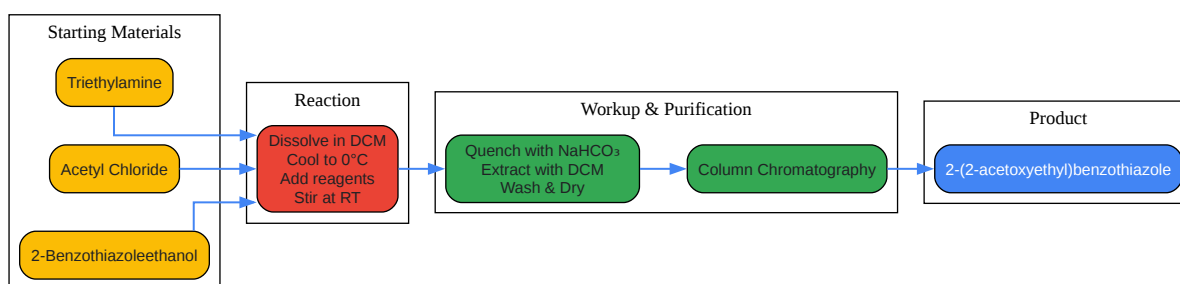 Starting Materials
Triethylamine
Acetyl Chloride
2-Benzothiazoleethanol
Reaction
Dissolve in DCM
Cool to 0°C
Add reagents
Stir at RT
Workup & Purification
Quench with NaHCO₃
Extract with DCM
Wash & Dry
Column Chromatography
Product
2-(2-acetoxyethyl)benzothiazole